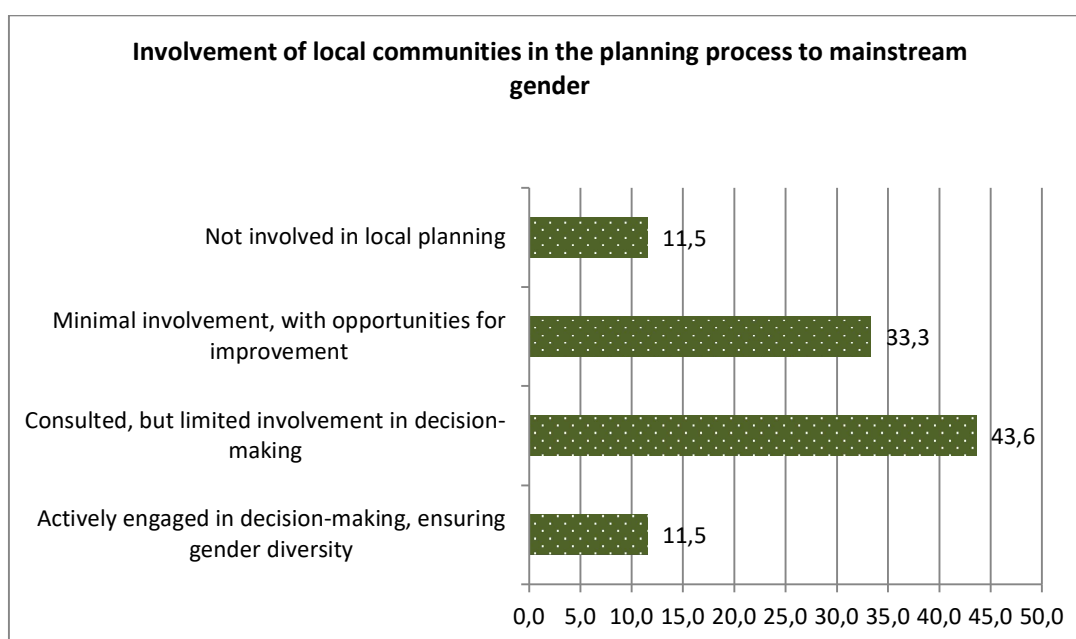 Involvement of local communities in the planning process to mainstream
gender
Not involved in local planning
11,5
Minimal involvement, with opportunities for
improvement
33,3
Consulted, but limited involvement in decision-
making
43,6
Actively engaged in decision-making, ensuring
gender diversity
11,5
0,0 5,0 10,0 15,0 20,0 25,0 30,0 35,0 40,0 45,0 50,0